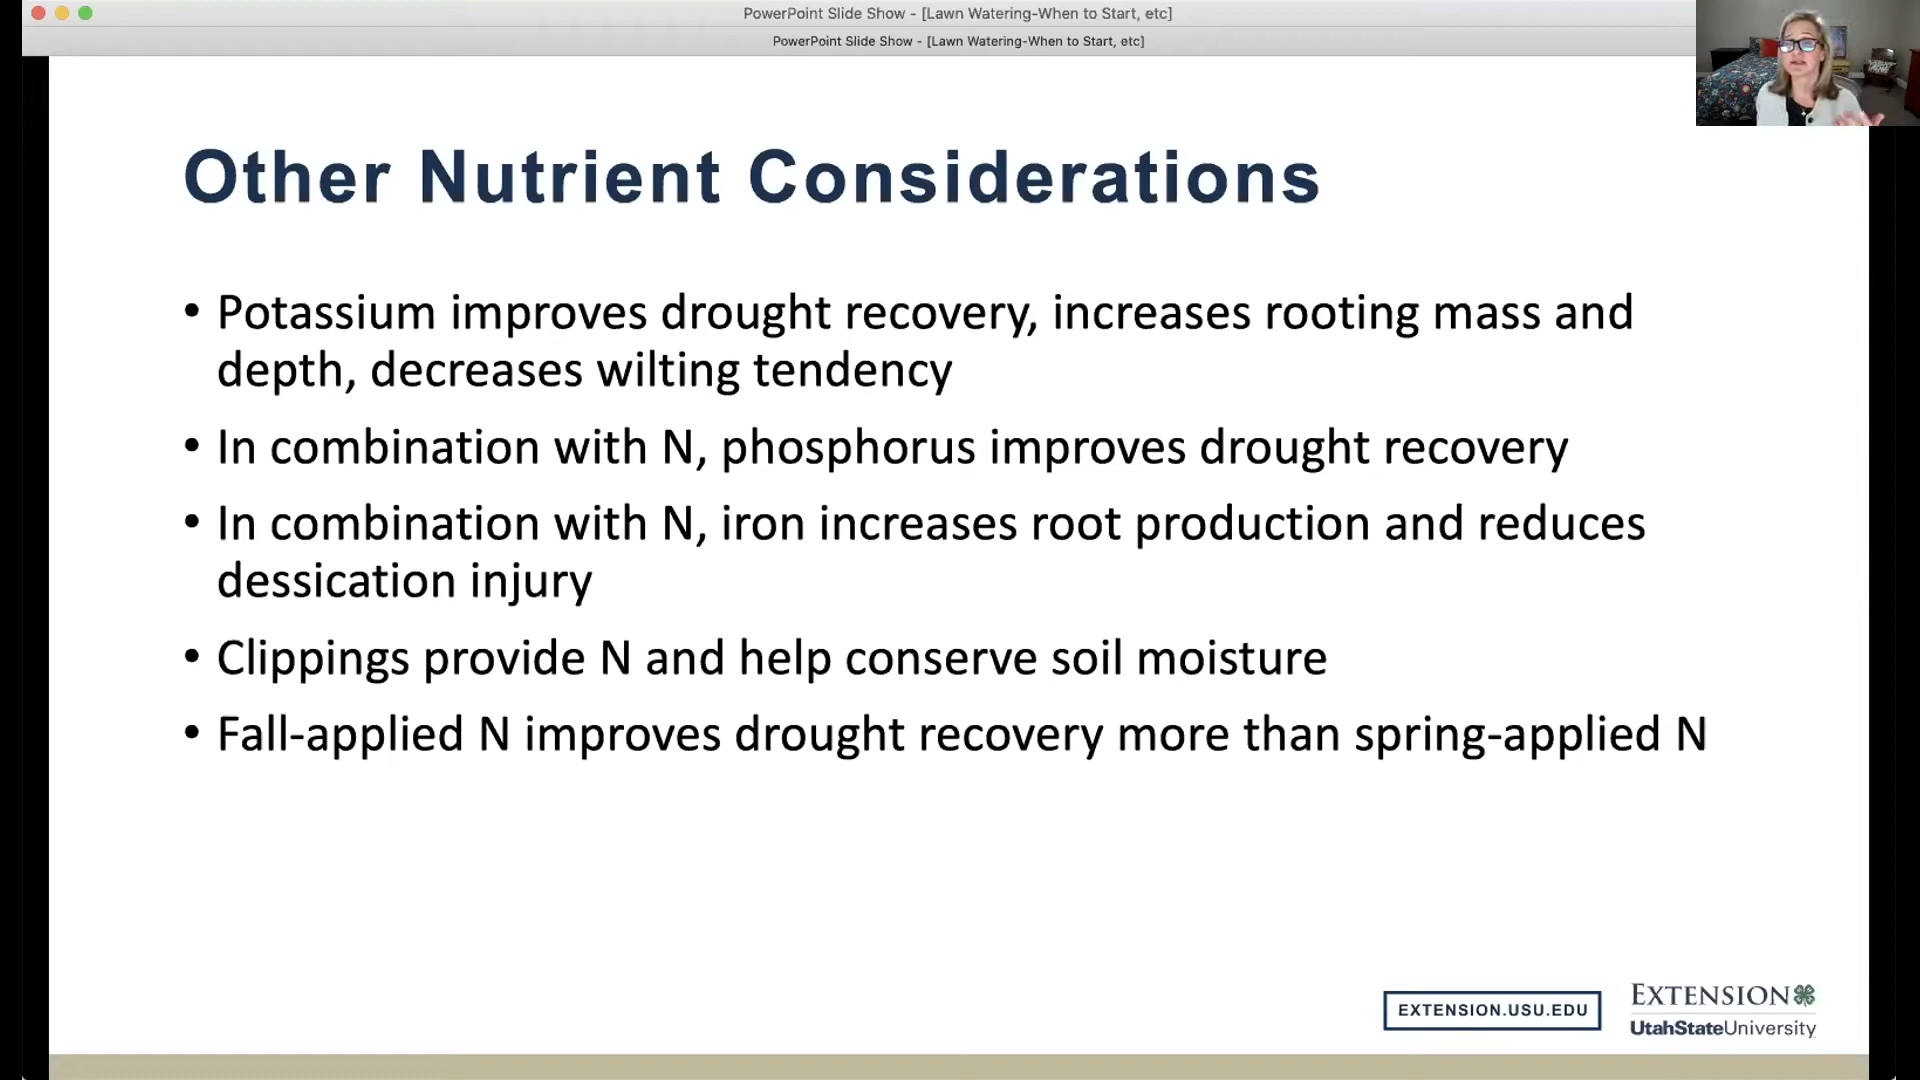 PowerPoint Slide Show - [Lawn Watering-When to Start, etc]
PowerPoint Slide Show - [Lawn Watering-When to Start, etc]
Other Nutrient Considerations
• Potassium improves drought recovery, increases rooting mass and
depth, decreases wilting tendency
• In combination with N, phosphorus improves drought recovery
• In combination with N, iron increases root production and reduces
dessication injury
• Clippings provide N and help conserve soil moisture
• Fall-applied N improves drought recovery more than spring-applied N
EXTENSION.USU.EDU
EXTENSION
UtahStateUniversity